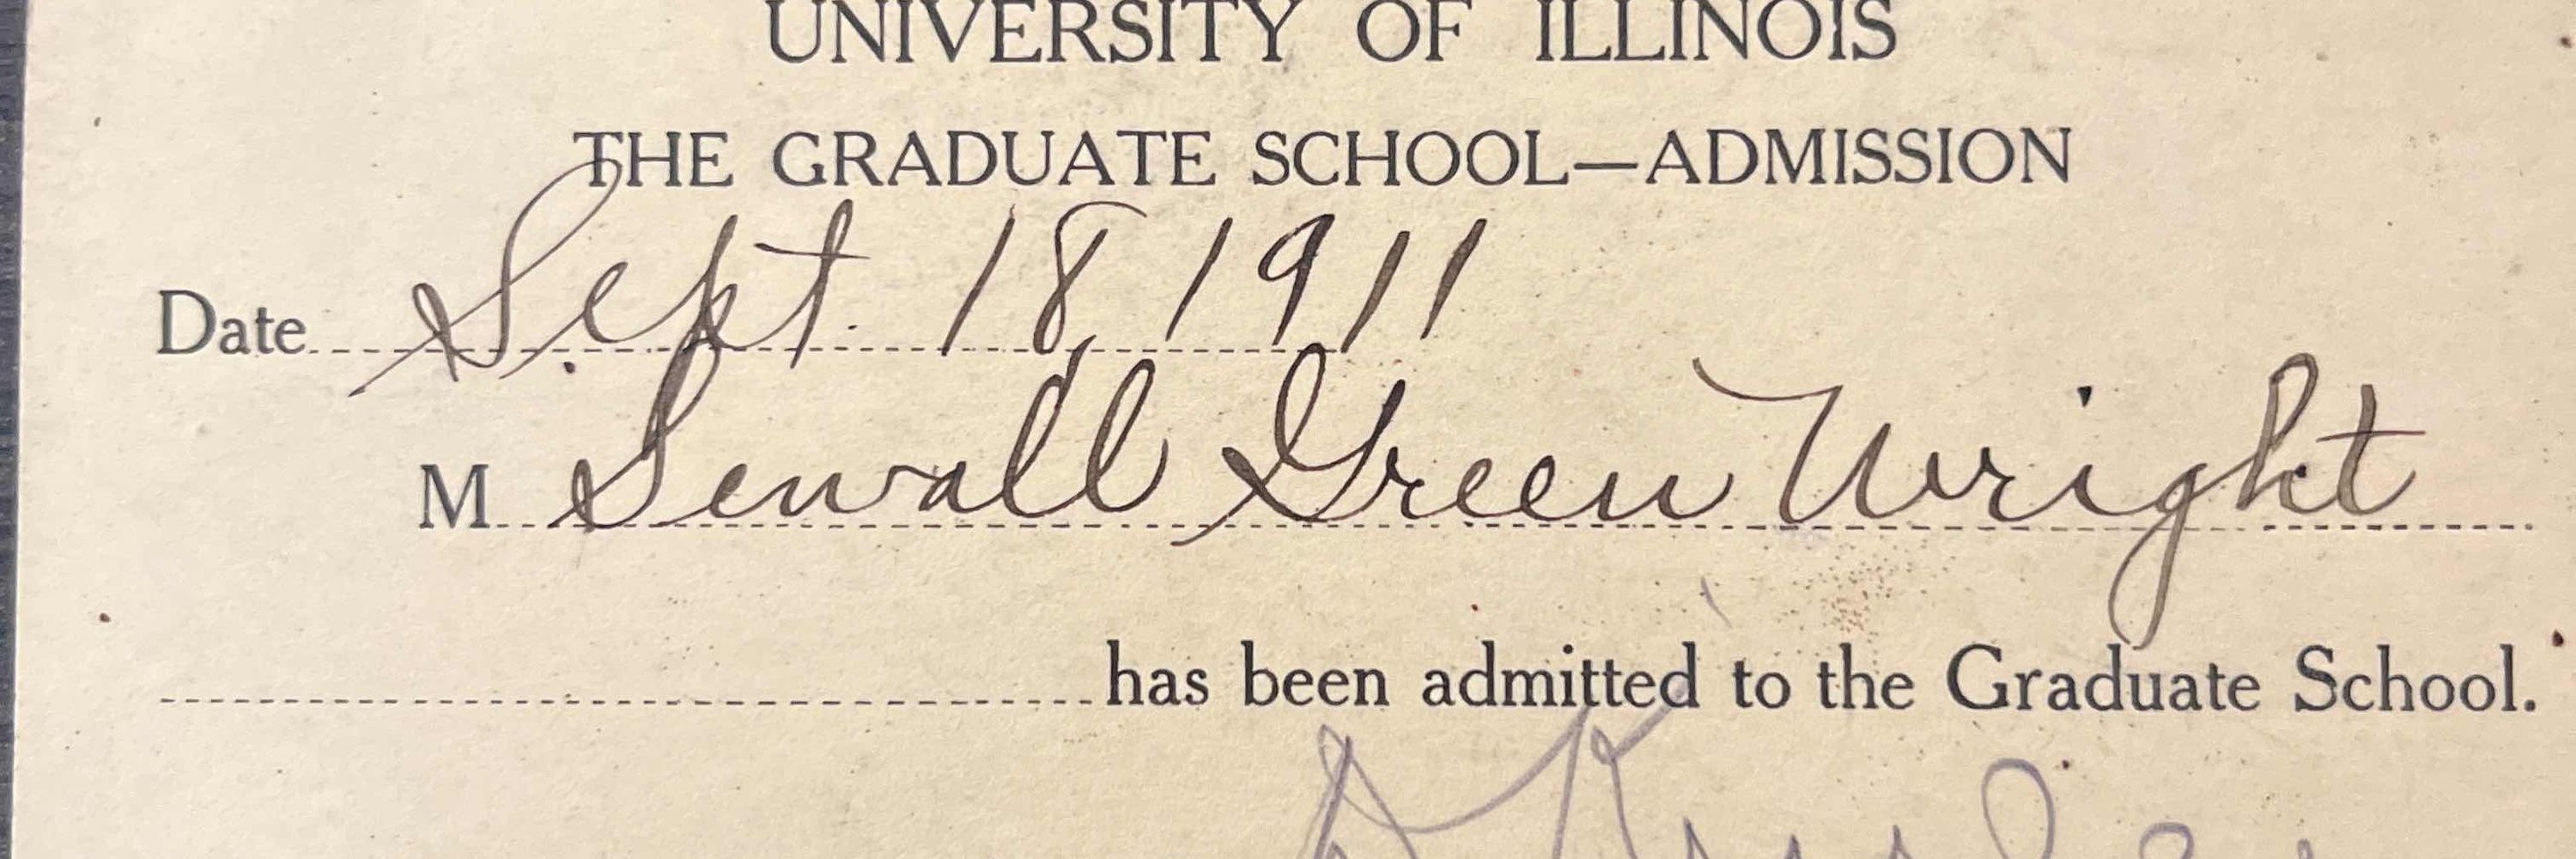 UNIVERSITY OF ILLINOIS
THE GRADUATE SCHOOL—ADMISSION
Date Sept. 18, 1911
M Sewall Green Wright
has been admitted to the Graduate School.